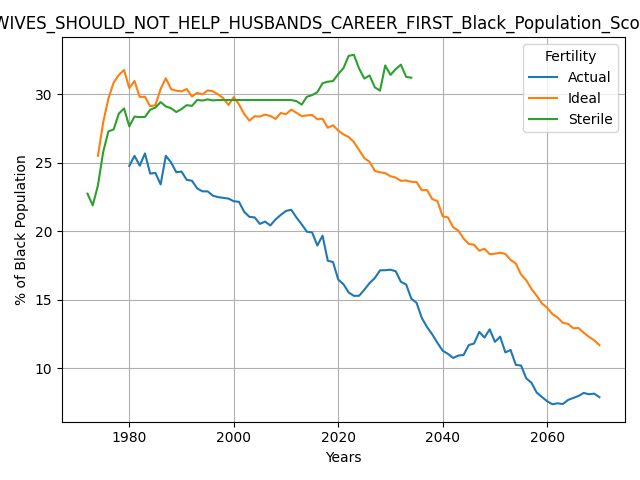 WIVES_SHOULD_NOT_HELP_HUSBANDS_CAREER_FIRST_Black_Population_Sco
Fertility
Actual
Ideal
Sterile
% of Black Population
30
25
20
15
10
1980
2000
2020
2040
2060
Years